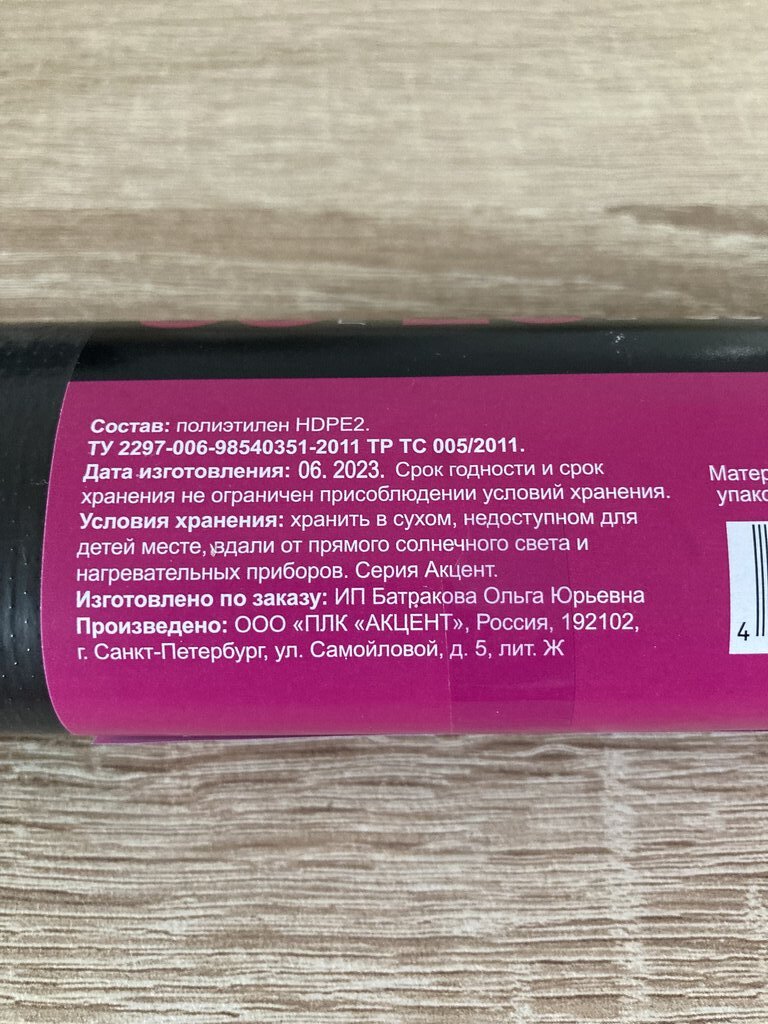 Состав: полиэтилен HDPE2.
ТУ 2297-006-98540351-2011 ТР ТС 005/2011.
Дата изготовления: 06. 2023. Срок годности и срок
хранения не ограничен присоблюдении условий хранения.
Условия хранения: хранить в сухом, недоступном для
детей месте, вдали от прямого солнечного света и
нагревательных приборов. Серия Акцент.
Изготовлено по заказу: ИП Батракова Ольга Юрьевна
Произведено: ООО «ПЛК «АКЦЕНТ», Россия, 192102,
г. Санкт-Петербург, ул. Самойловой, д. 5, лит. Ж
Матер
упако
4